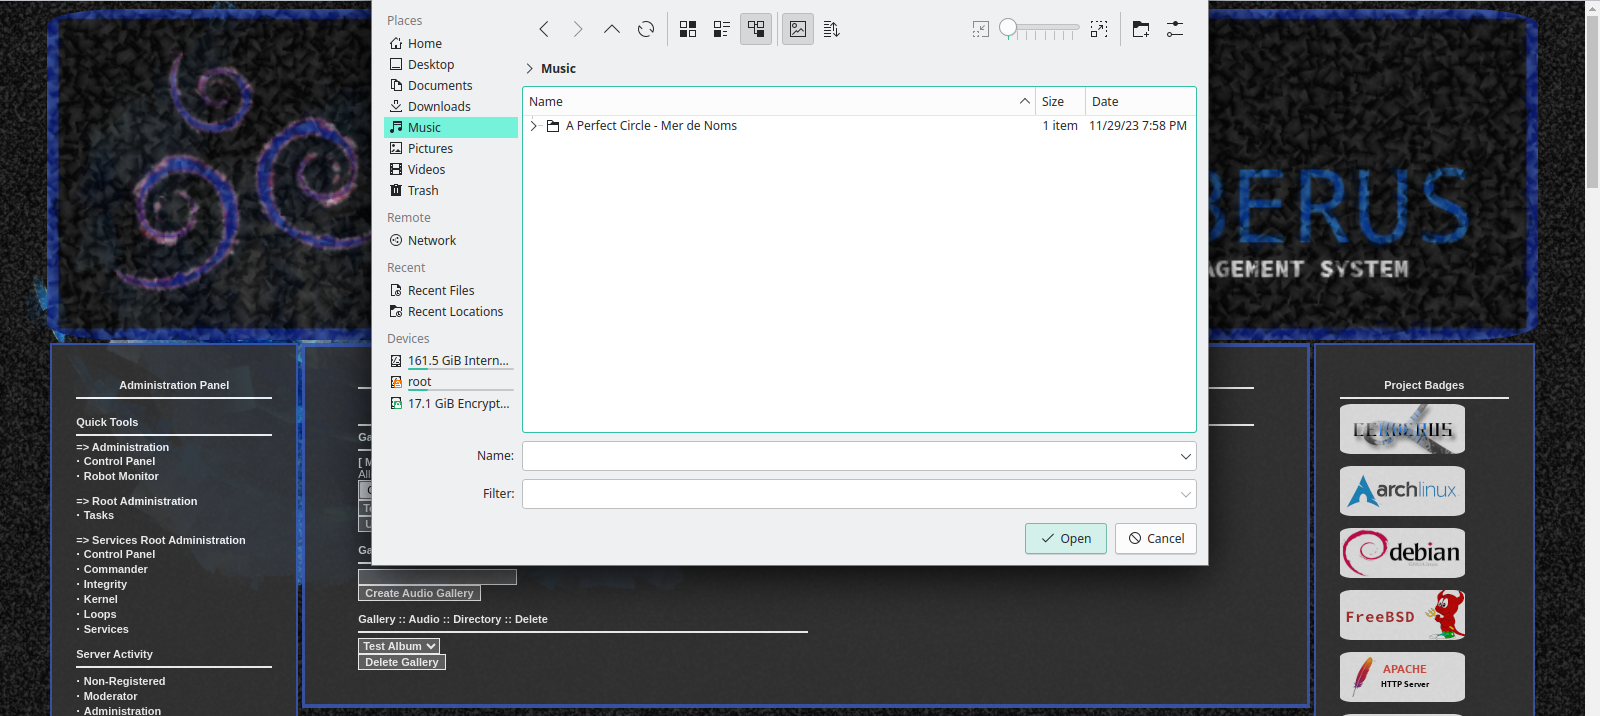 Places
Home
Desktop
Documents
Downloads
Music
Pictures
Videos
Trash
Remote
Network
Recent
Recent Files
Recent Locations
Devices
161.5 GiB Intern...
root
17.1 GiB Encrypt...
Music
Name Size Date
A Perfect Circle - Mer de Noms 1 item 11/29/23 7:58 PM
Name:
Filter:
Open Cancel
BERUS
AGEMENT SYSTEM
Administration Panel
Quick Tools
=> Administration
· Control Panel
· Robot Monitor
=> Root Administration
· Tasks
=> Services Root Administration
· Control Panel
· Commander
· Integrity
· Kernel
· Loops
· Services
Server Activity
· Non-Registered
· Moderator
· Administration
Ga
[ M
All
Ga
Create Audio Gallery
Gallery :: Audio :: Directory :: Delete
Test Album
Delete Gallery
Project Badges
CERBERUS
archlinux
debian
FreeBSD
APACHE
HTTP Server